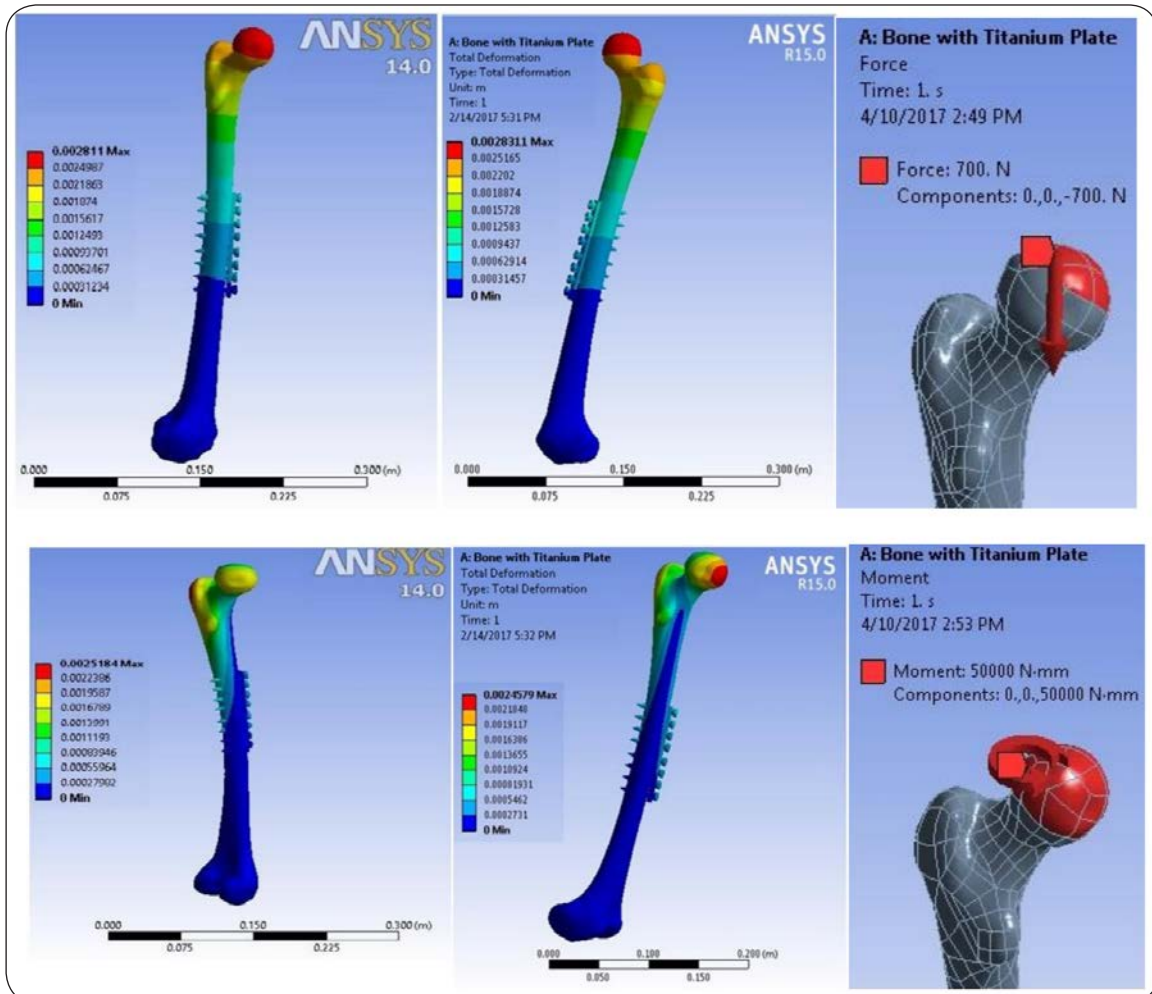 ANSYS
14.0
0.002811 Max
0.0024987
0.0021863
0.001874
0.0015617
0.0012493
0.00093701
0.00062467
0.00031234
0 Min
0.000
0.150
0.300 (m)
0.075
0.225
A: Bone with Titanium Plate
Total Deformation
Type: Total Deformation
Unit: m
Time: 1
2/14/2017 5:31 PM
ANSYS
R15.0
0.0028311 Max
0.0025165
0.002202
0.0018874
0.0015728
0.0012583
0.0009437
0.00062914
0.00031457
0 Min
0.000
0.150
0.300 (m)
0.075
0.225
A: Bone with Titanium Plate
Force
Time: 1. s
4/10/2017 2:49 PM
Force: 700. N
Components: 0.,0.,-700. N
ANSYS
14.0
0.0025184 Max
0.0022386
0.0019587
0.0016789
0.0011193
0.00083946
0.00055964
0.00027982
0 Min
0.000
0.150
0.300 (m)
0.075
0.225
A: Bone with Titanium Plate
Total Deformation
Type: Total Deformation
Unit: m
Time: 1
2/14/2017 5:32 PM
ANSYS
R15.0
0.0024579 Max
0.0021848
0.0019117
0.0016386
0.0013655
0.0010924
0.0005462
0.0002731
0 Min
0.000
0.100
0.200 (m)
0.050
0.150
A: Bone with Titanium Plate
Moment
Time: 1. s
4/10/2017 2:53 PM
Moment: 50000 N·mm
Components: 0.,0.,50000 N·mm